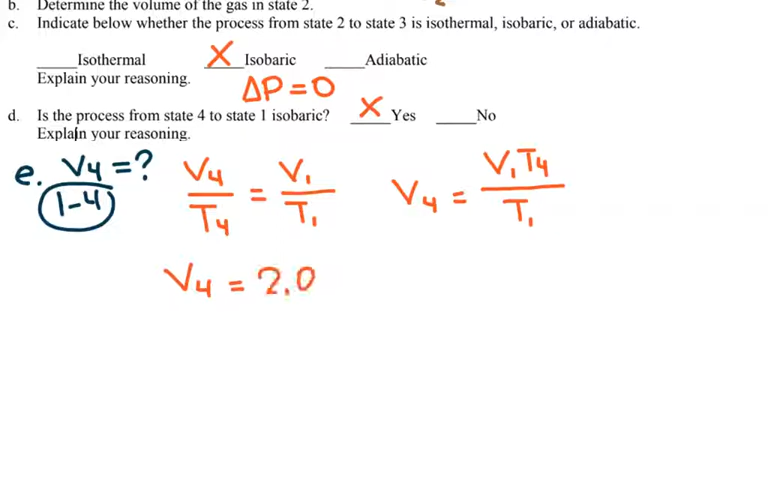 b. Determine the volume of the gas in state 2.
c. Indicate below whether the process from state 2 to state 3 is isothermal, isobaric, or adiabatic.
_____Isothermal __X__Isobaric _____Adiabatic
Explain your reasoning.
ΔP = 0
d. Is the process from state 4 to state 1 isobaric? __X__Yes _____No
Explain your reasoning.
e. V₄ = ? V₄/T₄ = V₁/T₁ V₄ = V₁T₄/T₁
1-4
V₄ = 2.0